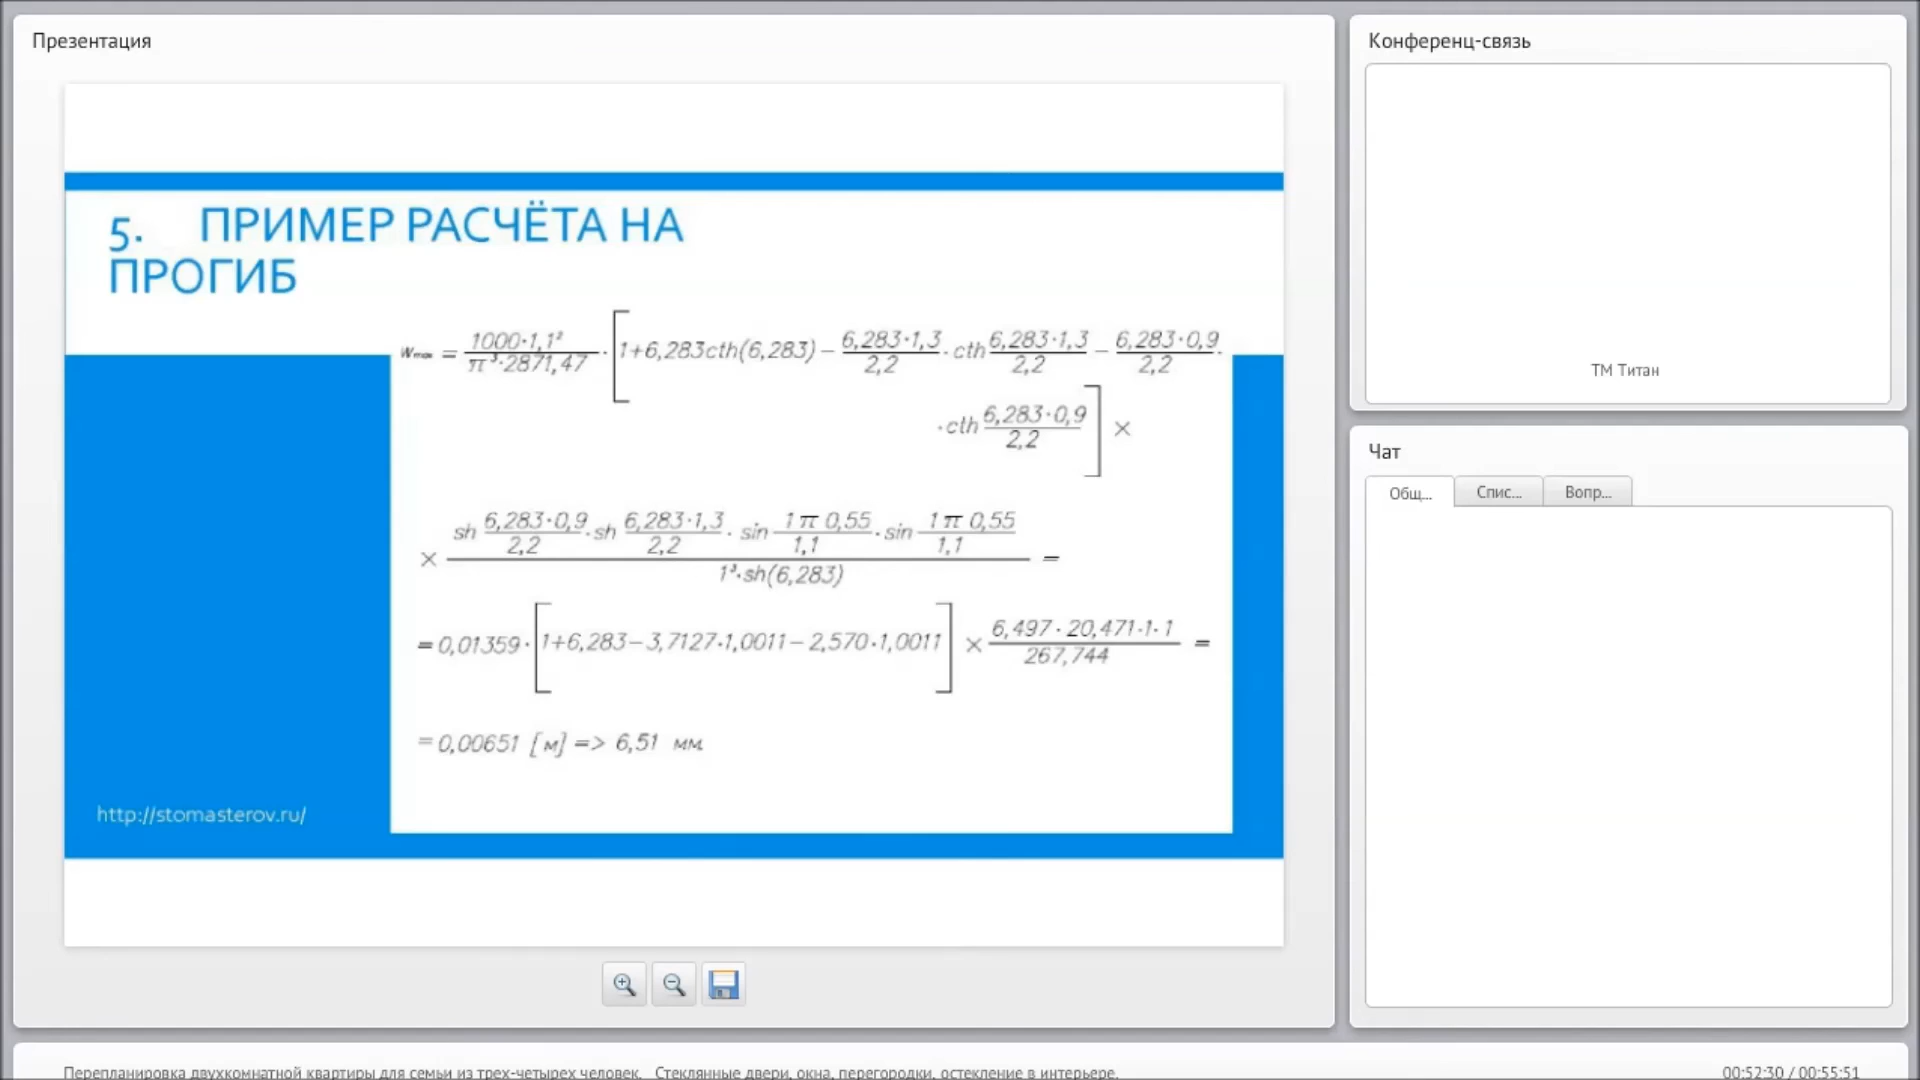 Презентация
5. ПРИМЕР РАСЧЁТА НА
ПРОГИБ
Wmax = 1000·1,1² / π³·2871,47 · [1+6,283cth(6,283) – 6,283·1,3 / 2,2 · cth 6,283·1,3 / 2,2 – 6,283·0,9 / 2,2 ·
·cth 6,283·0,9 / 2,2 ] ×
× sh 6,283·0,9 / 2,2 · sh 6,283·1,3 / 2,2 · sin 1π 0,55 / 1,1 · sin 1π 0,55 / 1,1 / 1³·sh(6,283) =
= 0,01359 · [1+6,283–3,7127·1,0011–2,570·1,0011] × 6,497·20,471·1·1 / 267,744 =
= 0,00651 [м] => 6,51 мм
http://stomasterov.ru/
Конференц-связь
ТМ Титан
Чат
Общ... Спис... Вопр...
Перепланировка двухкомнатной квартиры для семьи из трех-четырех человек. Стеклянные двери, окна, перегородки, остекление в интерьере.
00:52:30 / 00:55:51